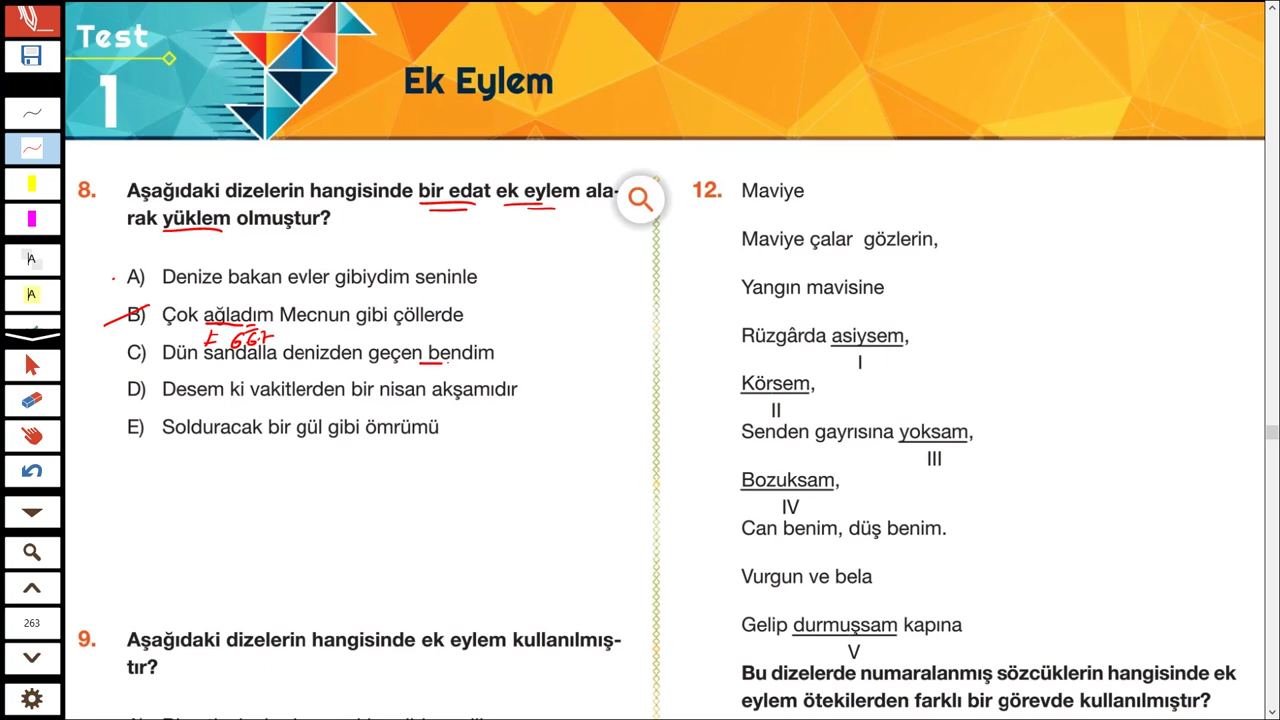 Test
1
Ek Eylem
8. Aşağıdaki dizelerin hangisinde bir edat ek eylem ala-
rak yüklem olmuştur?
A) Denize bakan evler gibiydim seninle
B) Çok ağladım Mecnun gibi çöllerde
C) Dün sandalla denizden geçen bendim
D) Desem ki vakitlerden bir nisan akşamıdır
E) Solduracak bir gül gibi ömrümü
9. Aşağıdaki dizelerin hangisinde ek eylem kullanılmış-
tır?
12. Maviye
Maviye çalar gözlerin,
Yangın mavisine
Rüzgârda asiysem,
I
Körsem,
II
Senden gayrısına yoksam,
III
Bozuksam,
IV
Can benim, düş benim.
Vurgun ve bela
Gelip durmuşsam kapına
V
Bu dizelerde numaralanmış sözcüklerin hangisinde ek
eylem ötekilerden farklı bir görevde kullanılmıştır?
A
A
263